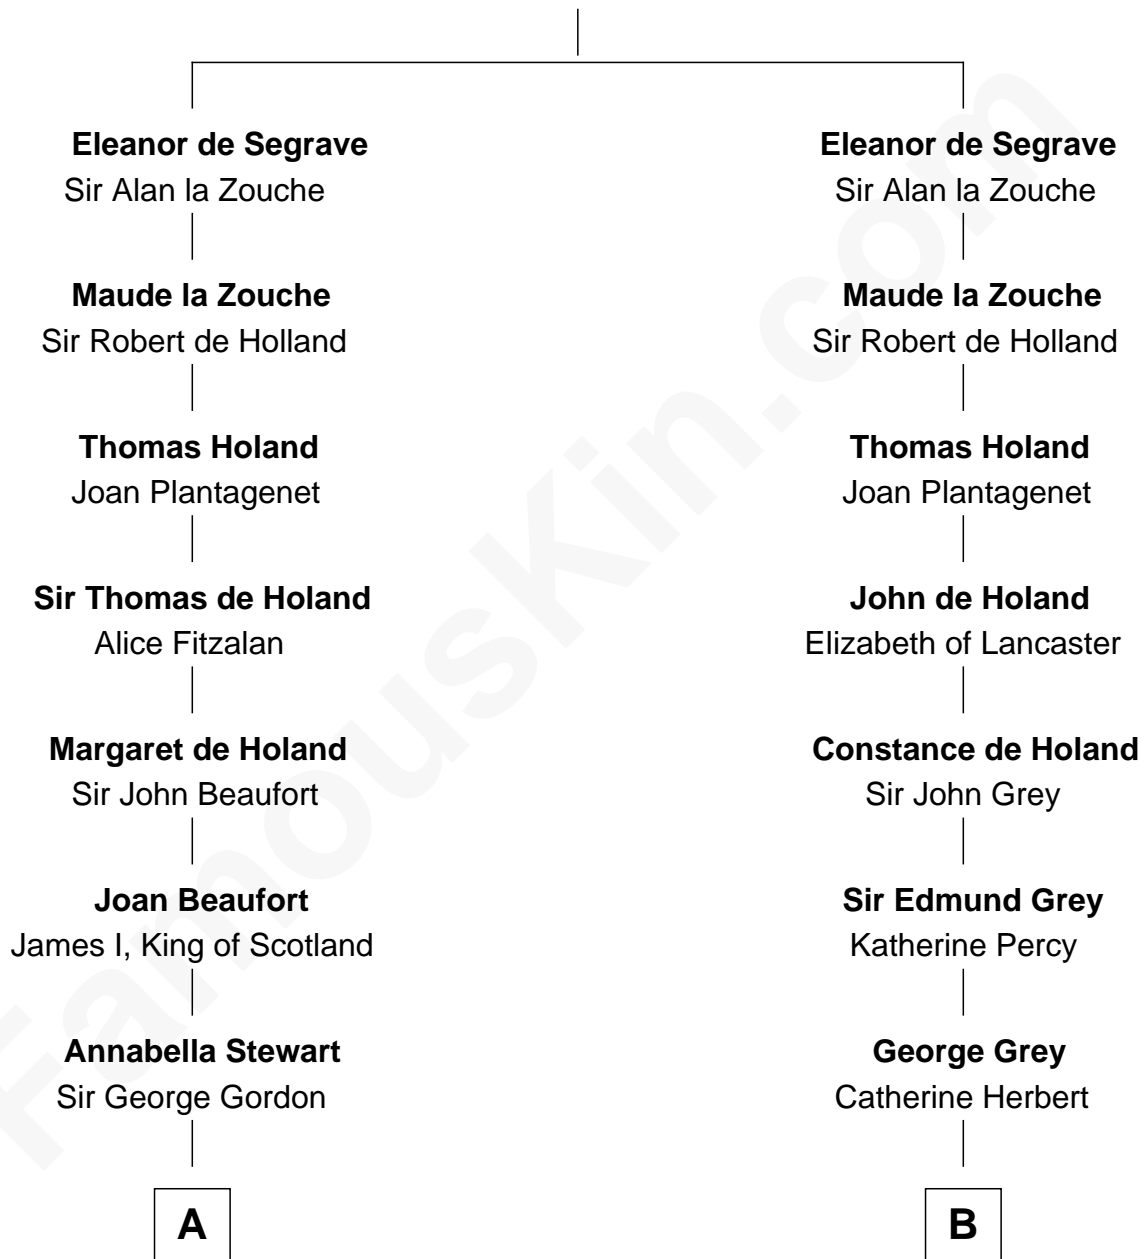 Eleanor de Segrave
Sir Alan la Zouche
Maude la Zouche
Sir Robert de Holland
Thomas Holand
Joan Plantagenet
Sir Thomas de Holand
Alice Fitzalan
Margaret de Holand
Sir John Beaufort
Joan Beaufort
James I, King of Scotland
Annabella Stewart
Sir George Gordon
A
Eleanor de Segrave
Sir Alan la Zouche
Maude la Zouche
Sir Robert de Holland
Thomas Holand
Joan Plantagenet
John de Holand
Elizabeth of Lancaster
Constance de Holand
Sir John Grey
Sir Edmund Grey
Katherine Percy
George Grey
Catherine Herbert
B
FamousKin.com